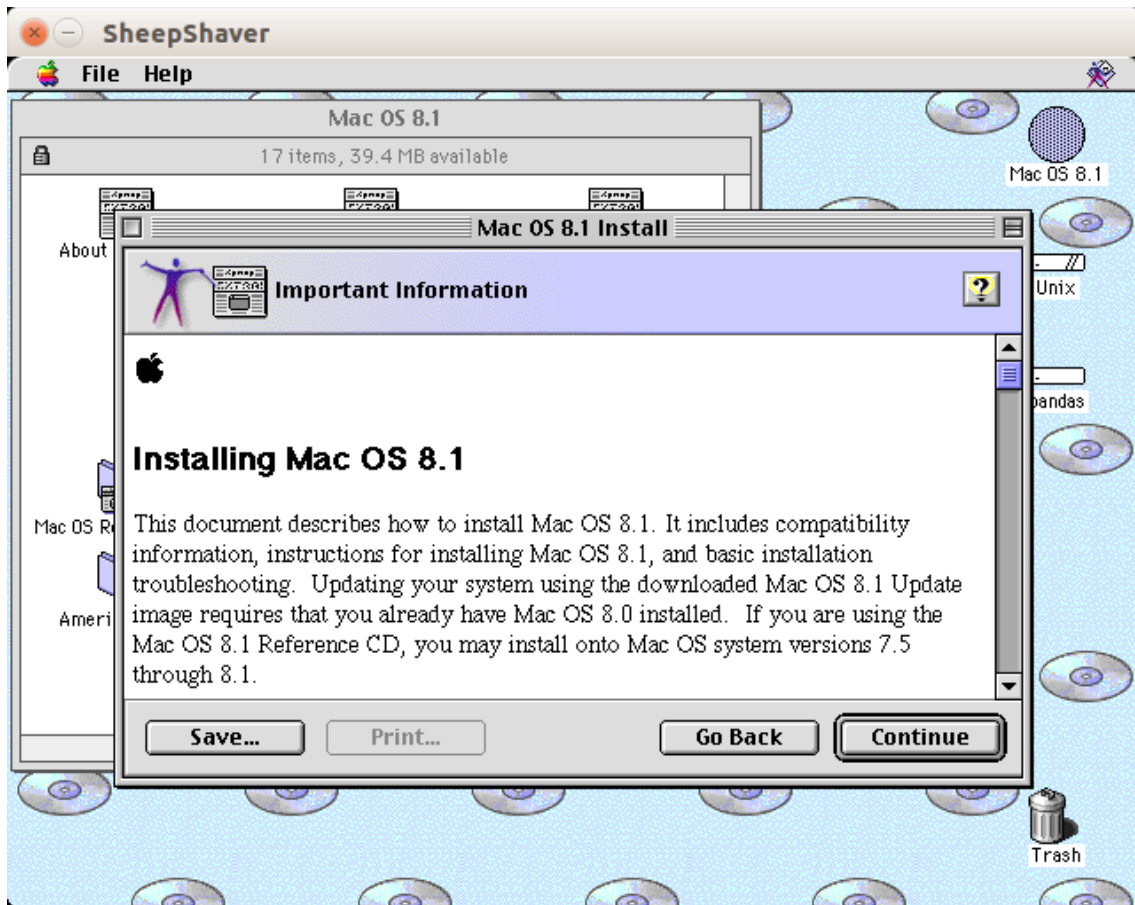 SheepShaver
File Help
Mac OS 8.1
17 items, 39.4 MB available
Mac OS 8.1
About
Mac OS 8.1 Install
Important Information
Unix
Installing Mac OS 8.1
This document describes how to install Mac OS 8.1. It includes compatibility
information, instructions for installing Mac OS 8.1, and basic installation
troubleshooting. Updating your system using the downloaded Mac OS 8.1 Update
image requires that you already have Mac OS 8.0 installed. If you are using the
Mac OS 8.1 Reference CD, you may install onto Mac OS system versions 7.5
through 8.1.
pandas
Mac OS R
Ameri
Save... Print... Go Back Continue
Trash